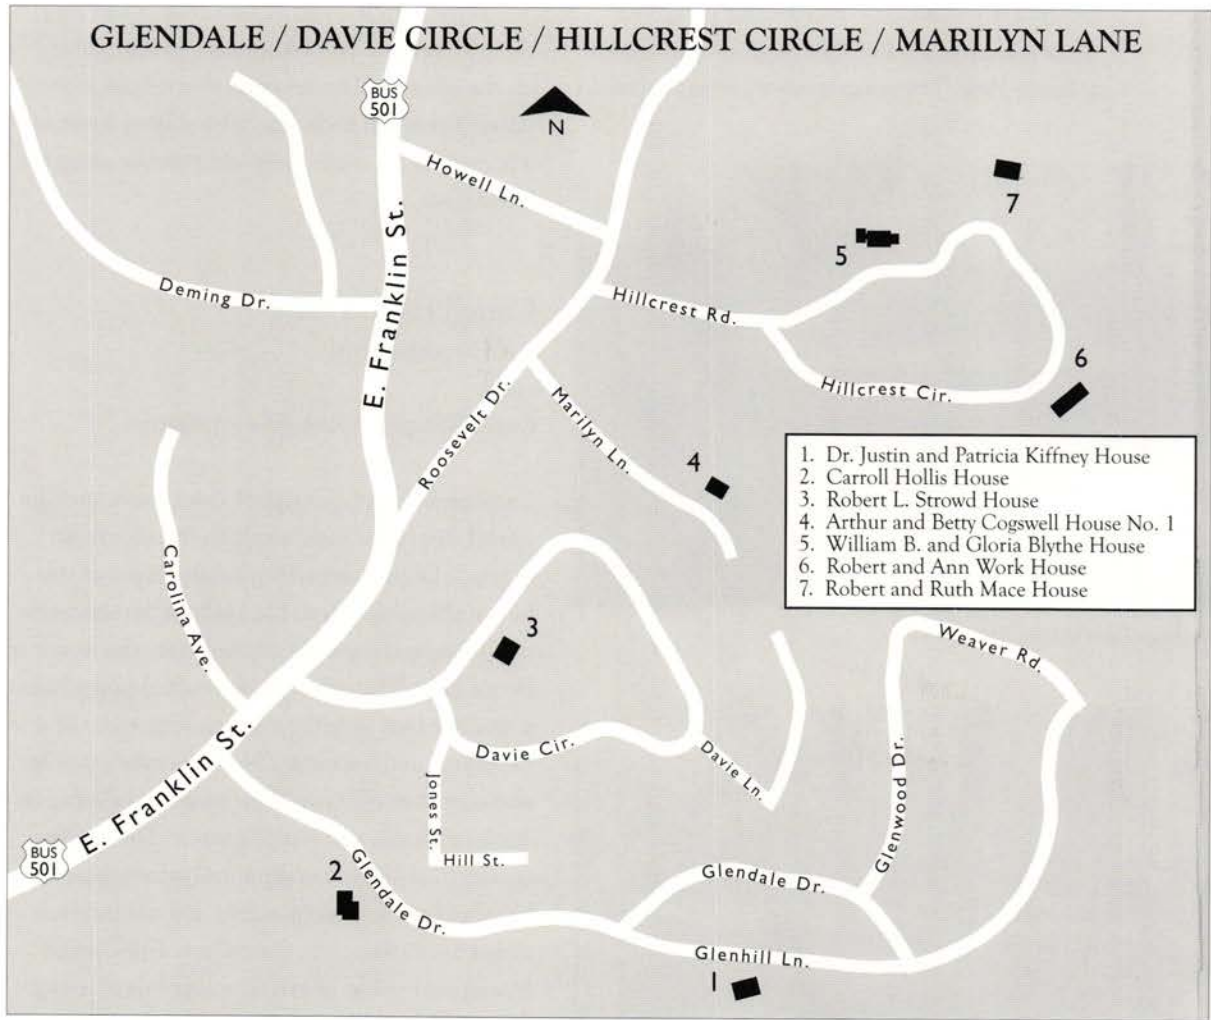 GLENDALE / DAVIE CIRCLE / HILLCREST CIRCLE / MARILYN LANE
BUS
501
N
Howell Ln.
7
5
E. Franklin St.
Deming Dr.
Hillcrest Rd.
6
Hillcrest Cir.
Roosevelt Dr.
Marilyn Ln.
4
1. Dr. Justin and Patricia Kiffney House
2. Carroll Hollis House
3. Robert L. Strowd House
4. Arthur and Betty Cogswell House No. 1
5. William B. and Gloria Blythe House
6. Robert and Ann Work House
7. Robert and Ruth Mace House
Carolina Ave.
3
Weaver Rd.
E. Franklin St.
Davie Cir.
Davie Ln.
Jones St.
Glenwood Dr.
BUS
501
Hill St.
2
Glendale Dr.
Glendale Dr.
Glenhill Ln.
1